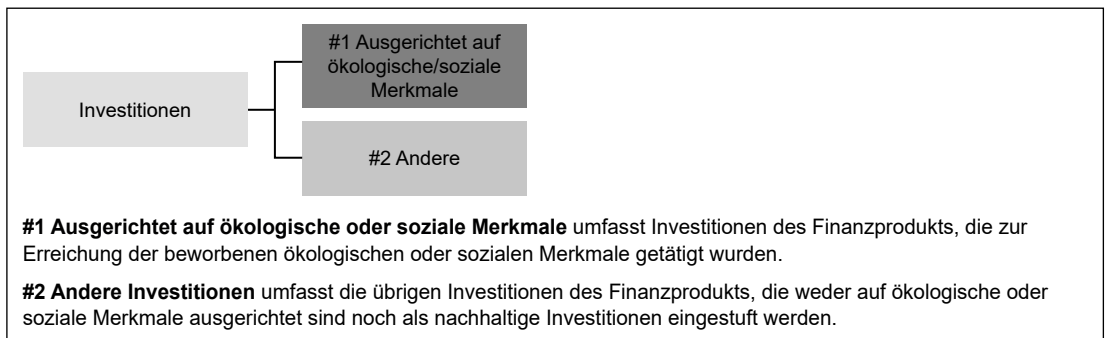 #1 Ausgerichtet auf
ökologische/soziale
Merkmale
Investitionen
#2 Andere
#1 Ausgerichtet auf ökologische oder soziale Merkmale umfasst Investitionen des Finanzprodukts, die zur
Erreichung der beworbenen ökologischen oder sozialen Merkmale getätigt wurden.
#2 Andere Investitionen umfasst die übrigen Investitionen des Finanzprodukts, die weder auf ökologische oder
soziale Merkmale ausgerichtet sind noch als nachhaltige Investitionen eingestuft werden.